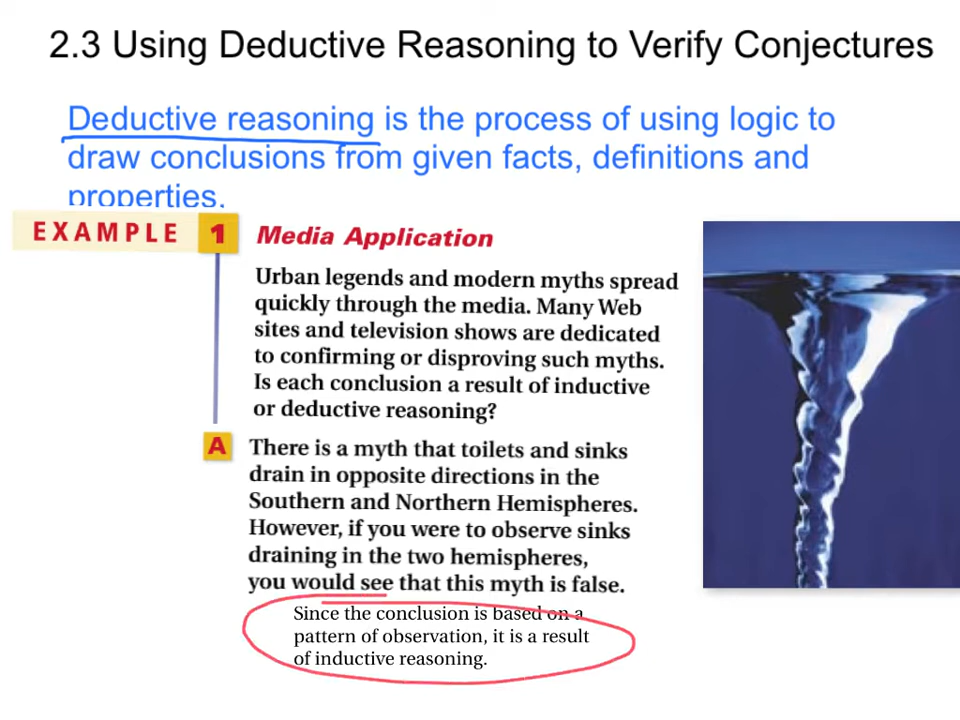 2.3 Using Deductive Reasoning to Verify Conjectures
Deductive reasoning is the process of using logic to
draw conclusions from given facts, definitions and
properties.
EXAMPLE 1 Media Application
Urban legends and modern myths spread
quickly through the media. Many Web
sites and television shows are dedicated
to confirming or disproving such myths.
Is each conclusion a result of inductive
or deductive reasoning?
A There is a myth that toilets and sinks
drain in opposite directions in the
Southern and Northern Hemispheres.
However, if you were to observe sinks
draining in the two hemispheres,
you would see that this myth is false.
Since the conclusion is based on a
pattern of observation, it is a result
of inductive reasoning.